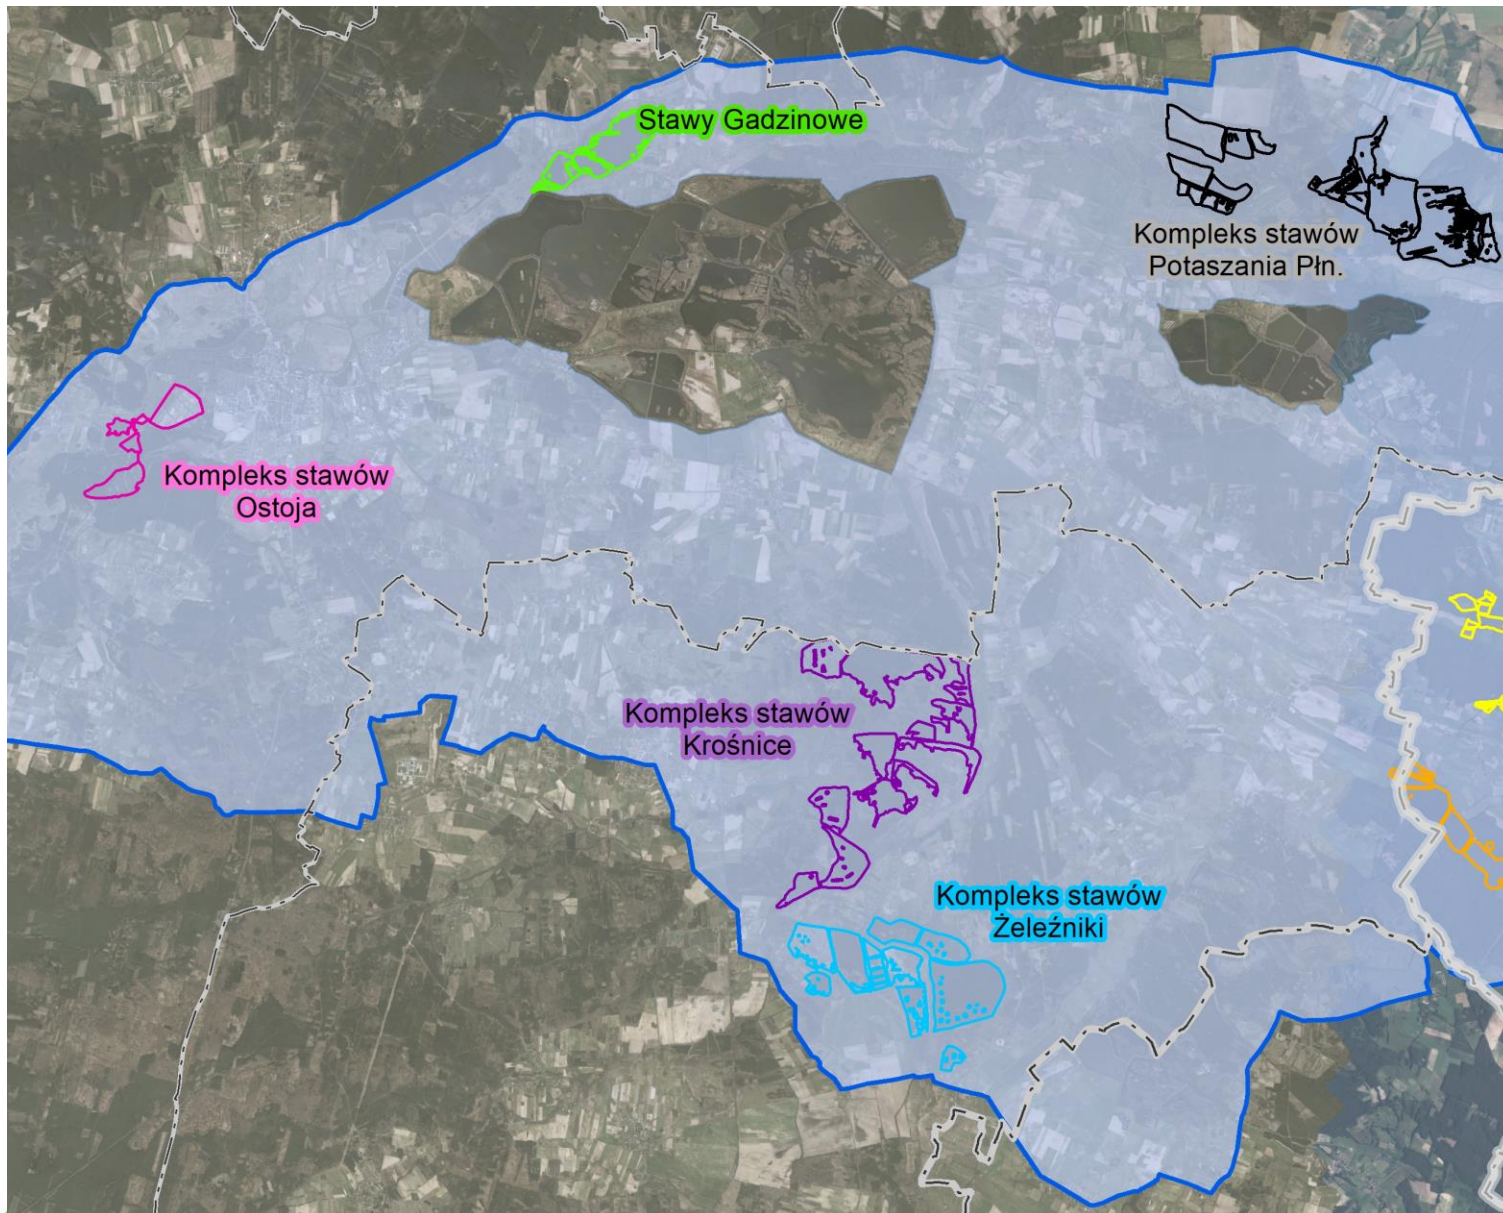 Stawy Gadzinowe
Kompleks stawów
Potaszania Płn.
Kompleks stawów
Ostoja
Kompleks stawów
Krośnice
Kompleks stawów
Żeleźniki